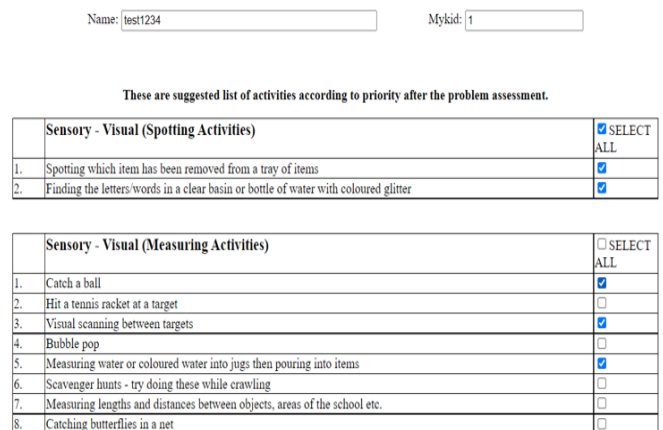 Name: test1234 Mykid: 1
These are suggested list of activities according to priority after the problem assessment.
Sensory - Visual (Spotting Activities) SELECT
ALL
1. Spotting which item has been removed from a tray of items
2. Finding the letters/words in a clear basin or bottle of water with coloured glitter
Sensory - Visual (Measuring Activities) SELECT
ALL
1. Catch a ball
2. Hit a tennis racket at a target
3. Visual scanning between targets
4. Bubble pop
5. Measuring water or coloured water into jugs then pouring into items
6. Scavenger hunts - try doing these while crawling
7. Measuring lengths and distances between objects, areas of the school etc.
8. Catching butterflies in a net